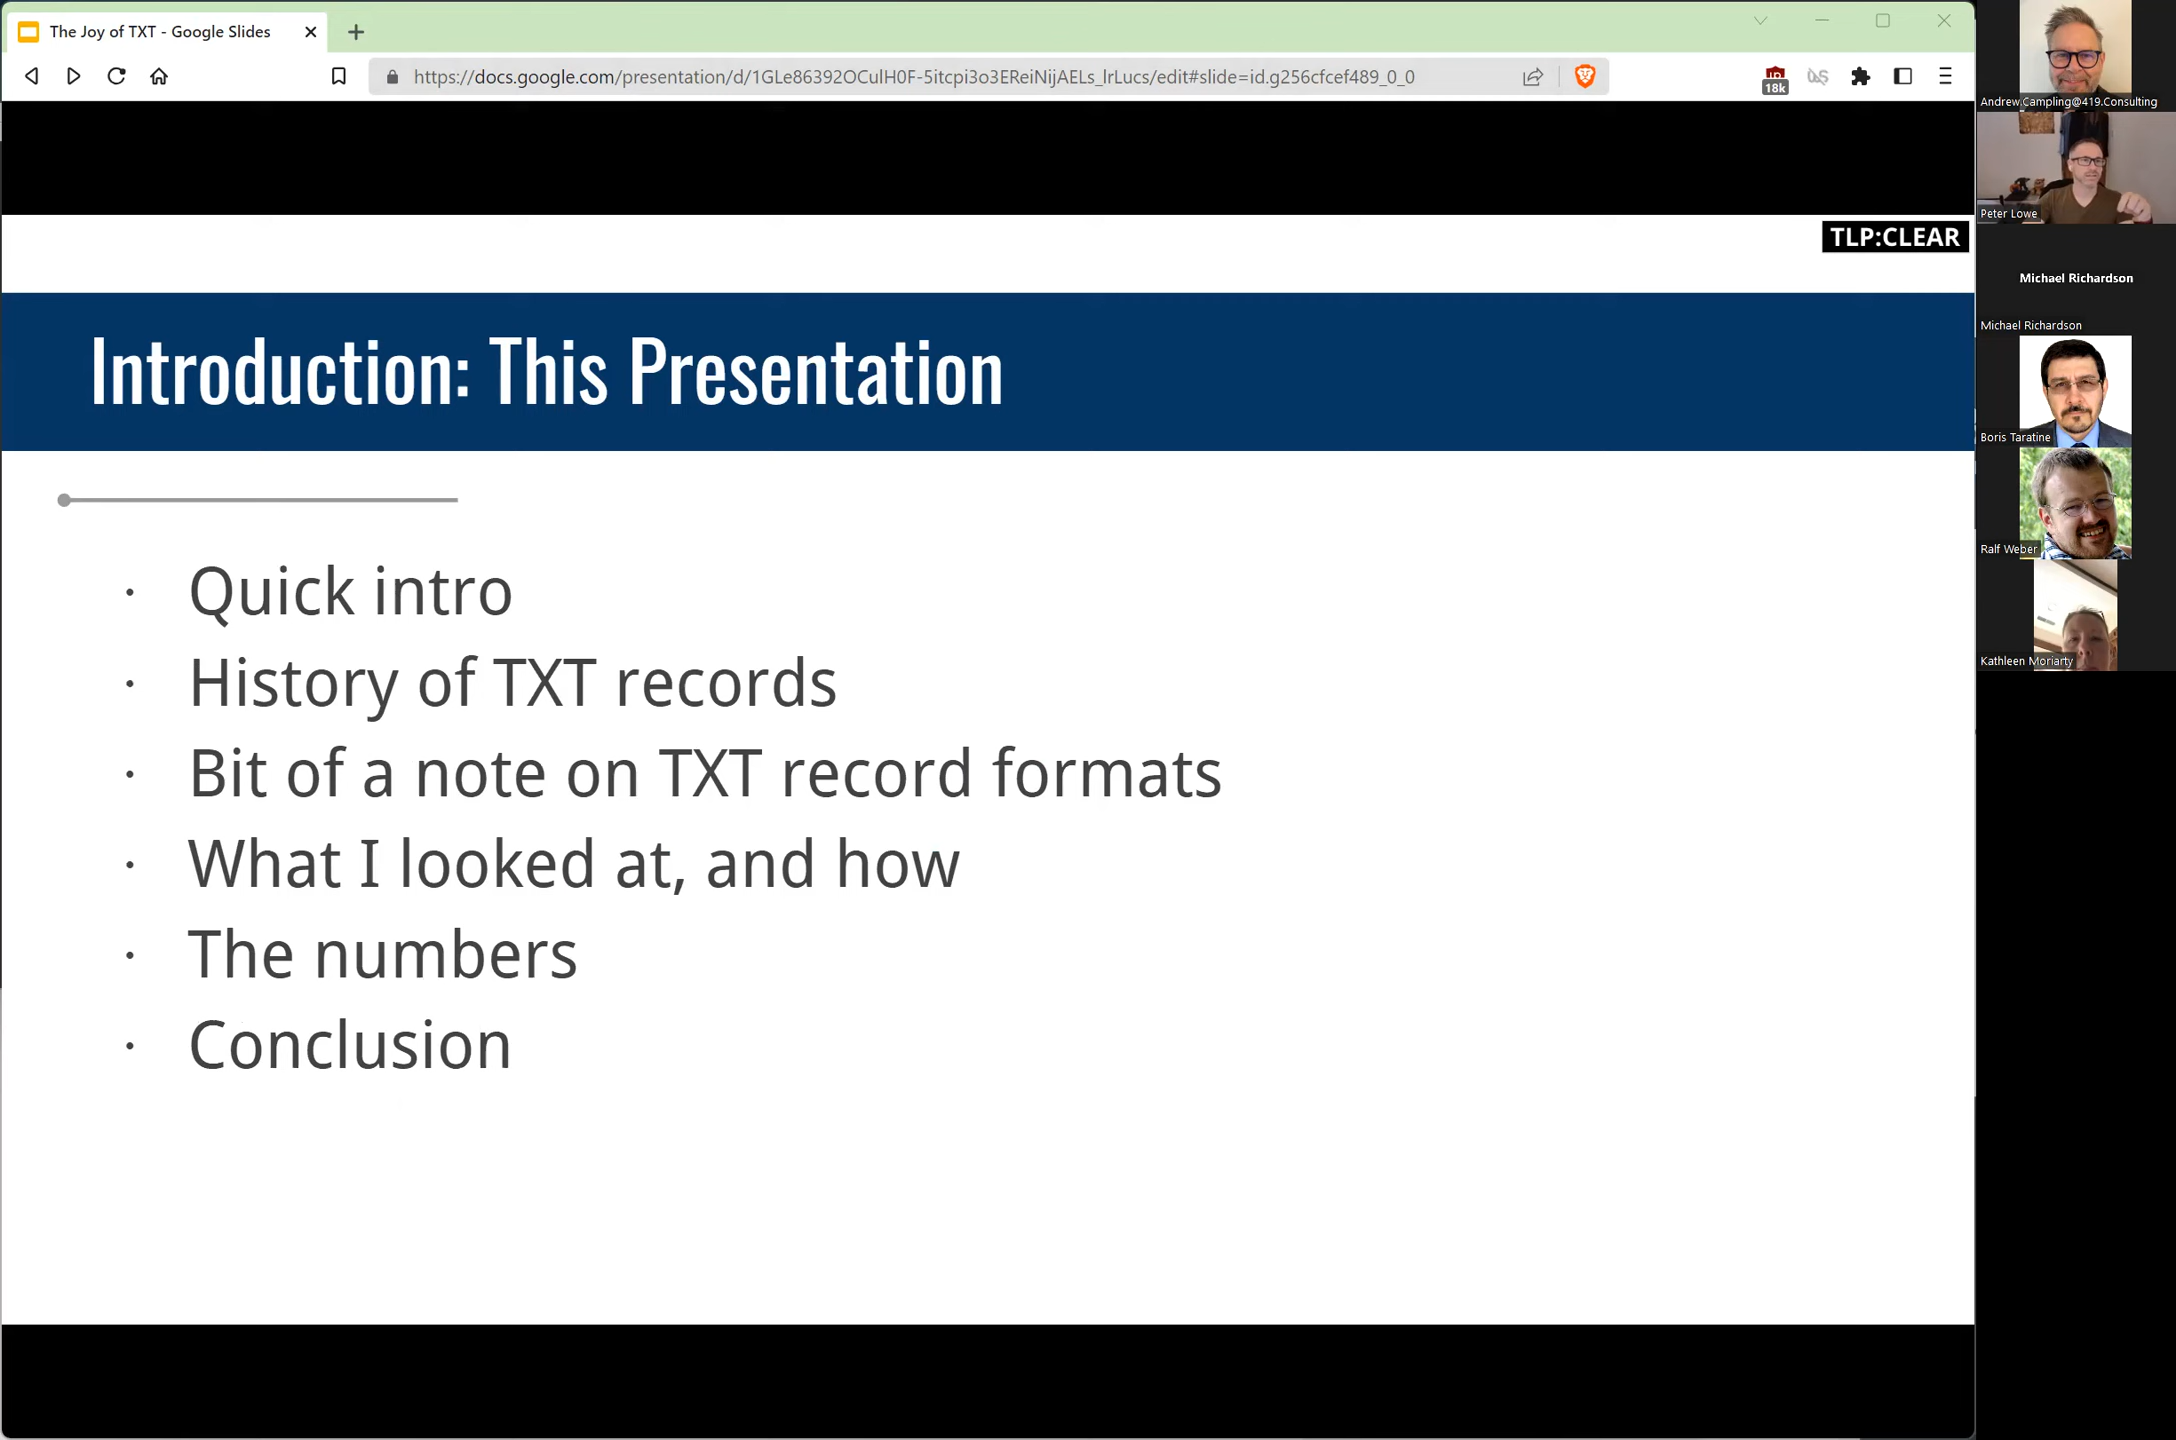 The Joy of TXT - Google Slides
https://docs.google.com/presentation/d/1GLe86392OCulH0F-5itcpi3o3EReiNijAELs_lrLucs/edit#slide=id.g256cfcef489_0_0
18k
TLP:CLEAR
Introduction: This Presentation
· Quick intro
· History of TXT records
· Bit of a note on TXT record formats
· What I looked at, and how
· The numbers
· Conclusion
Andrew.Campling@419.Consulting
Peter Lowe
Michael Richardson
Michael Richardson
Boris Taratine
Ralf Weber
Kathleen Moriarty